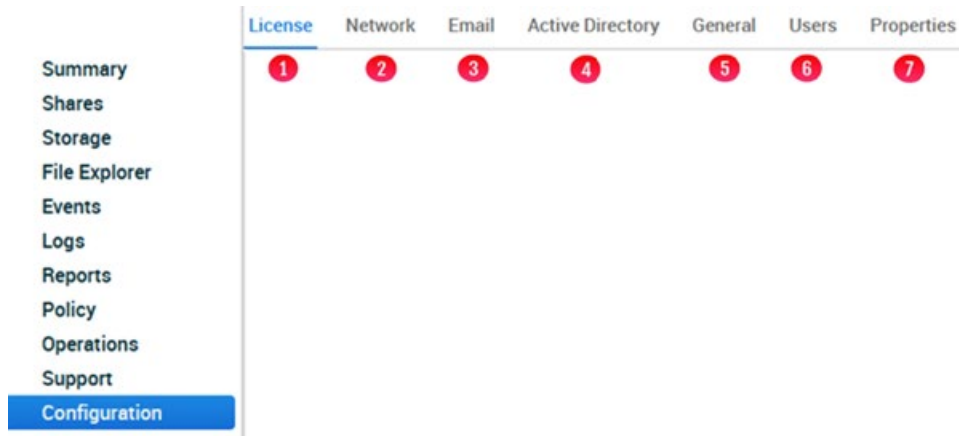 License Network Email Active Directory General Users Properties
1 2 3 4 5 6 7
Summary
Shares
Storage
File Explorer
Events
Logs
Reports
Policy
Operations
Support
Configuration